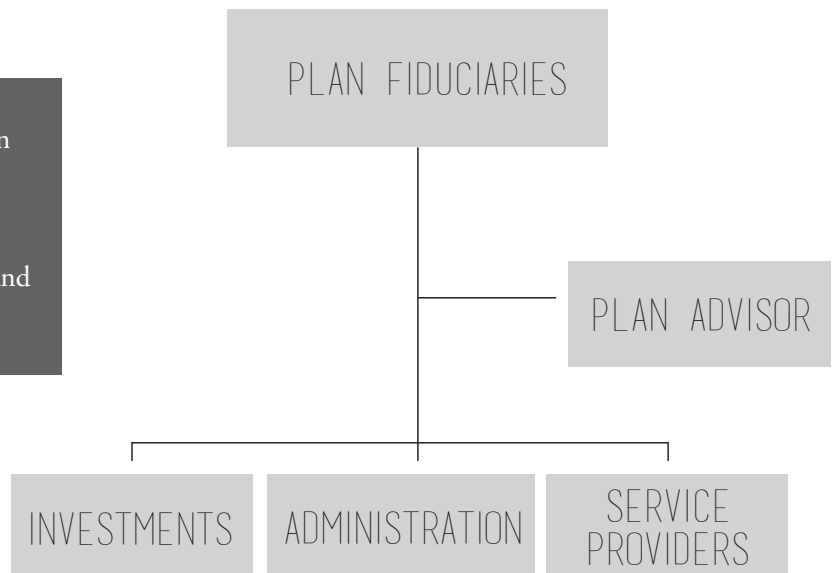 PLAN FIDUCIARIES
PLAN ADVISOR
INVESTMENTS
ADMINISTRATION
SERVICE
PROVIDERS